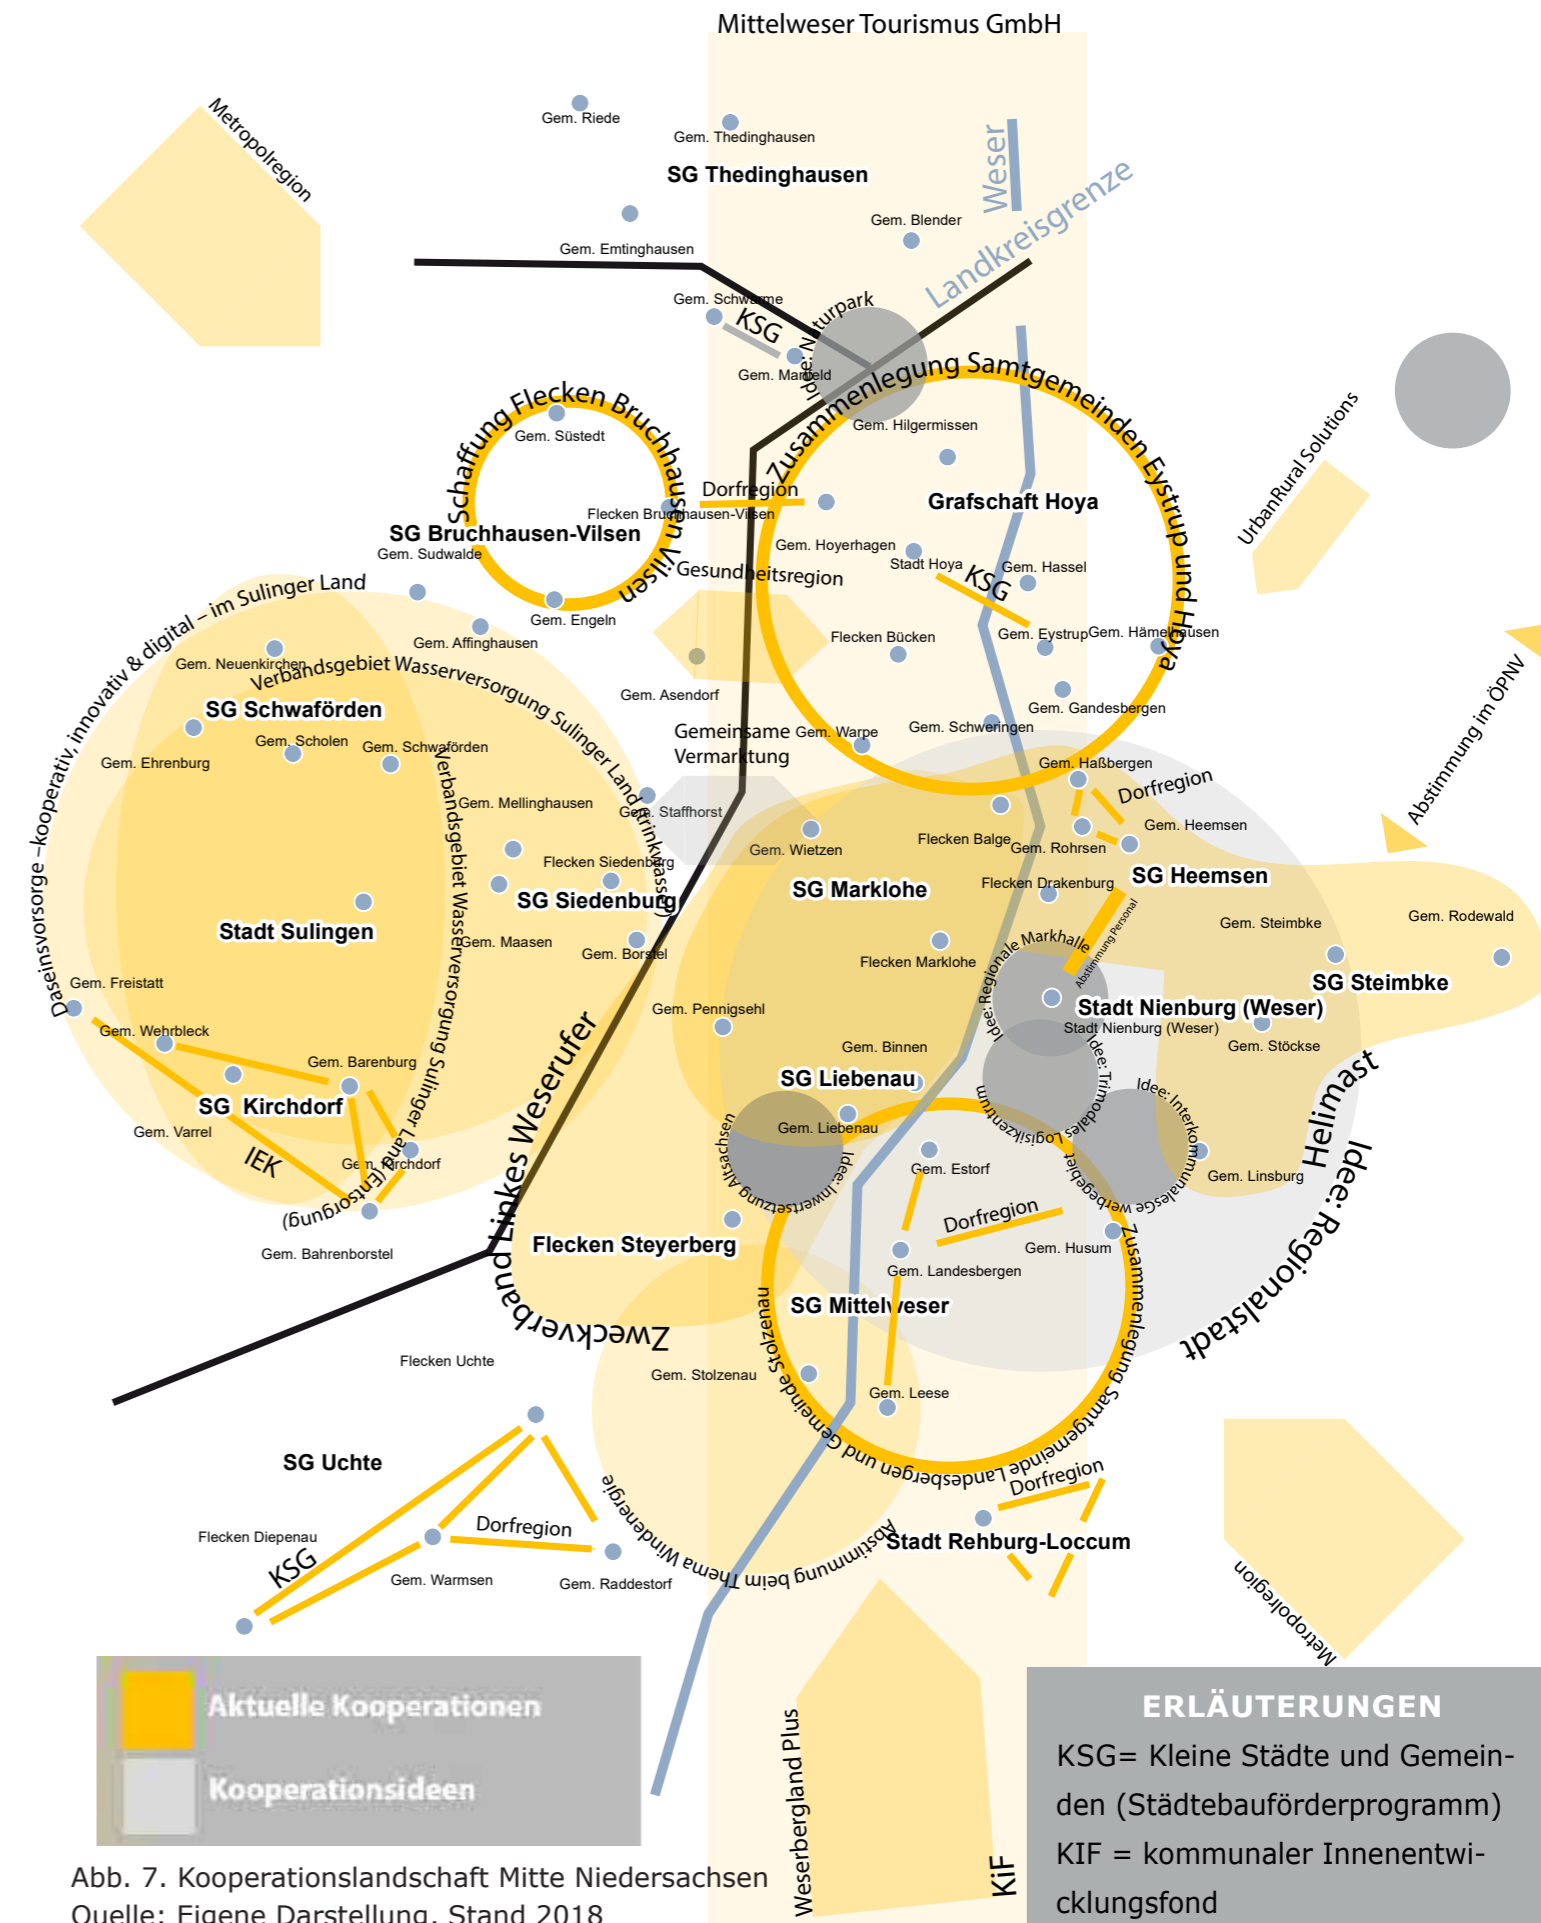 Mittelweser Tourismus GmbH
Metropolregion
Gem. Riede
Gem. Thedinghausen
SG Thedinghausen
Weser
Landkreisgrenze
Gem. Blender
Gem. Emtinghausen
Gem. Schwarme
KSG
Idee: Naturpark
Gem. Martfeld
Zusammenlegung Samtgemeinden Eystrup und Hoya
Schaffung Flecken Bruchhausen Vilsen
Gem. Süstedt
Gem. Hilgermissen
UrbanRural Solutions
Dorfregion
Grafschaft Hoya
Flecken Bruchhausen-Vilsen
SG Bruchhausen-Vilsen
Gem. Sudwalde
Gem. Hoyerhagen
Stadt Hoya
Gem. Hassel
KSG
Gesundheitsregion
Daseinsvorsorge –kooperativ, innovativ & digital – im Sulinger Land
Gem. Engeln
Gem. Affinghausen
Flecken Bücken
Gem. Eystrup
Gem. Hämelhausen
Gem. Neuenkirchen
Verbandsgebiet Wasserversorgung Sulinger Land (trinkwasser)
Gem. Asendorf
SG Schwaförden
Gem. Gandesbergen
Gem. Schweringen
Abstimmung im ÖPNV
Gemeinsame
Vermarktung
Gem. Warpe
Gem. Scholen
Gem. Schwaförden
Gem. Ehrenburg
Verbandsgebiet Wasserversorgung Sulinger Land (Entsorgung)
Gem. Haßbergen
Dorfregion
Gem. Mellinghausen
Gem. Staffhorst
Gem. Heemsen
Flecken Balge
Gem. Rohrsen
Gem. Wietzen
Flecken Siedenburg
SG Marklohe
Flecken Drakenburg
SG Heemsen
SG Siedenburg
Gem. Steimbke
Gem. Rodewald
Stadt Sulingen
Gem. Maasen
Gem. Borstel
Flecken Marklohe
Idee: Regionale Markhalle
Abstimmung Personal
SG Steimbke
Gem. Freistatt
Gem. Pennigsehl
Stadt Nienburg (Weser)
Stadt Nienburg (Weser)
Gem. Wehrbleck
Gem. Stöckse
Gem. Binnen
Gem. Barenburg
SG Liebenau
Idee: Trimodales Logisikzentrum
Idee: InterkommunalesGewerbegebiet
Helimast
SG Kirchdorf
Gem. Varrel
Gem. Liebenau
IEK
Gem. Kirchdorf
Idee: Inwertsetzung Altsachsen
Gem. Estorf
Gem. Linsburg
Idee: Regionalstadt
Dorfregion
Zweckverband Linkes Weserufer
Flecken Steyerberg
Gem. Husum
Gem. Bahrenborstel
Gem. Landesbergen
SG Mittelweser
Zusammenlegung Samtgemeinde Landesbergen und Gemeinde Stolzenau
Flecken Uchte
Gem. Stolzenau
Gem. Leese
SG Uchte
Dorfregion
Abstimmung beim Thema Windenergie
Flecken Diepenau
Dorfregion
Stadt Rehburg-Loccum
KSG
Gem. Warmsen
Gem. Raddestorf
Metropolregion
Weserbergland Plus
KiF
Aktuelle Kooperationen
Kooperationsideen
ERLÄUTERUNGEN
KSG= Kleine Städte und Gemein-
den (Städtebauförderprogramm)
KIF = kommunaler Innenentwi-
cklungsfond
Abb. 7. Kooperationslandschaft Mitte Niedersachsen
Quelle: Eigene Darstellung, Stand 2018